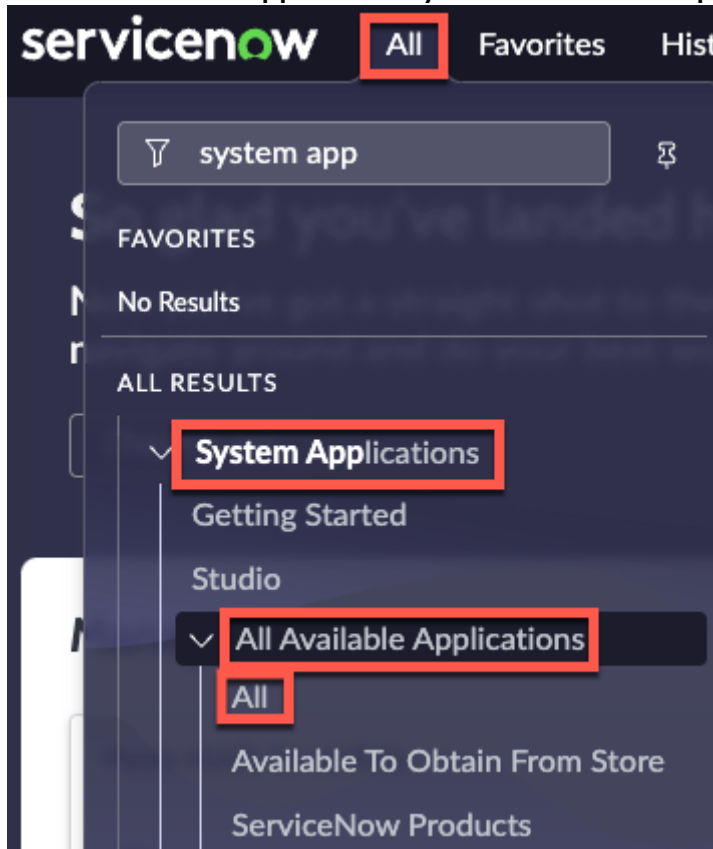 servicenow All Favorites Hist
system app
FAVORITES
No Results
ALL RESULTS
System Applications
Getting Started
Studio
All Available Applications
All
Available To Obtain From Store
ServiceNow Products